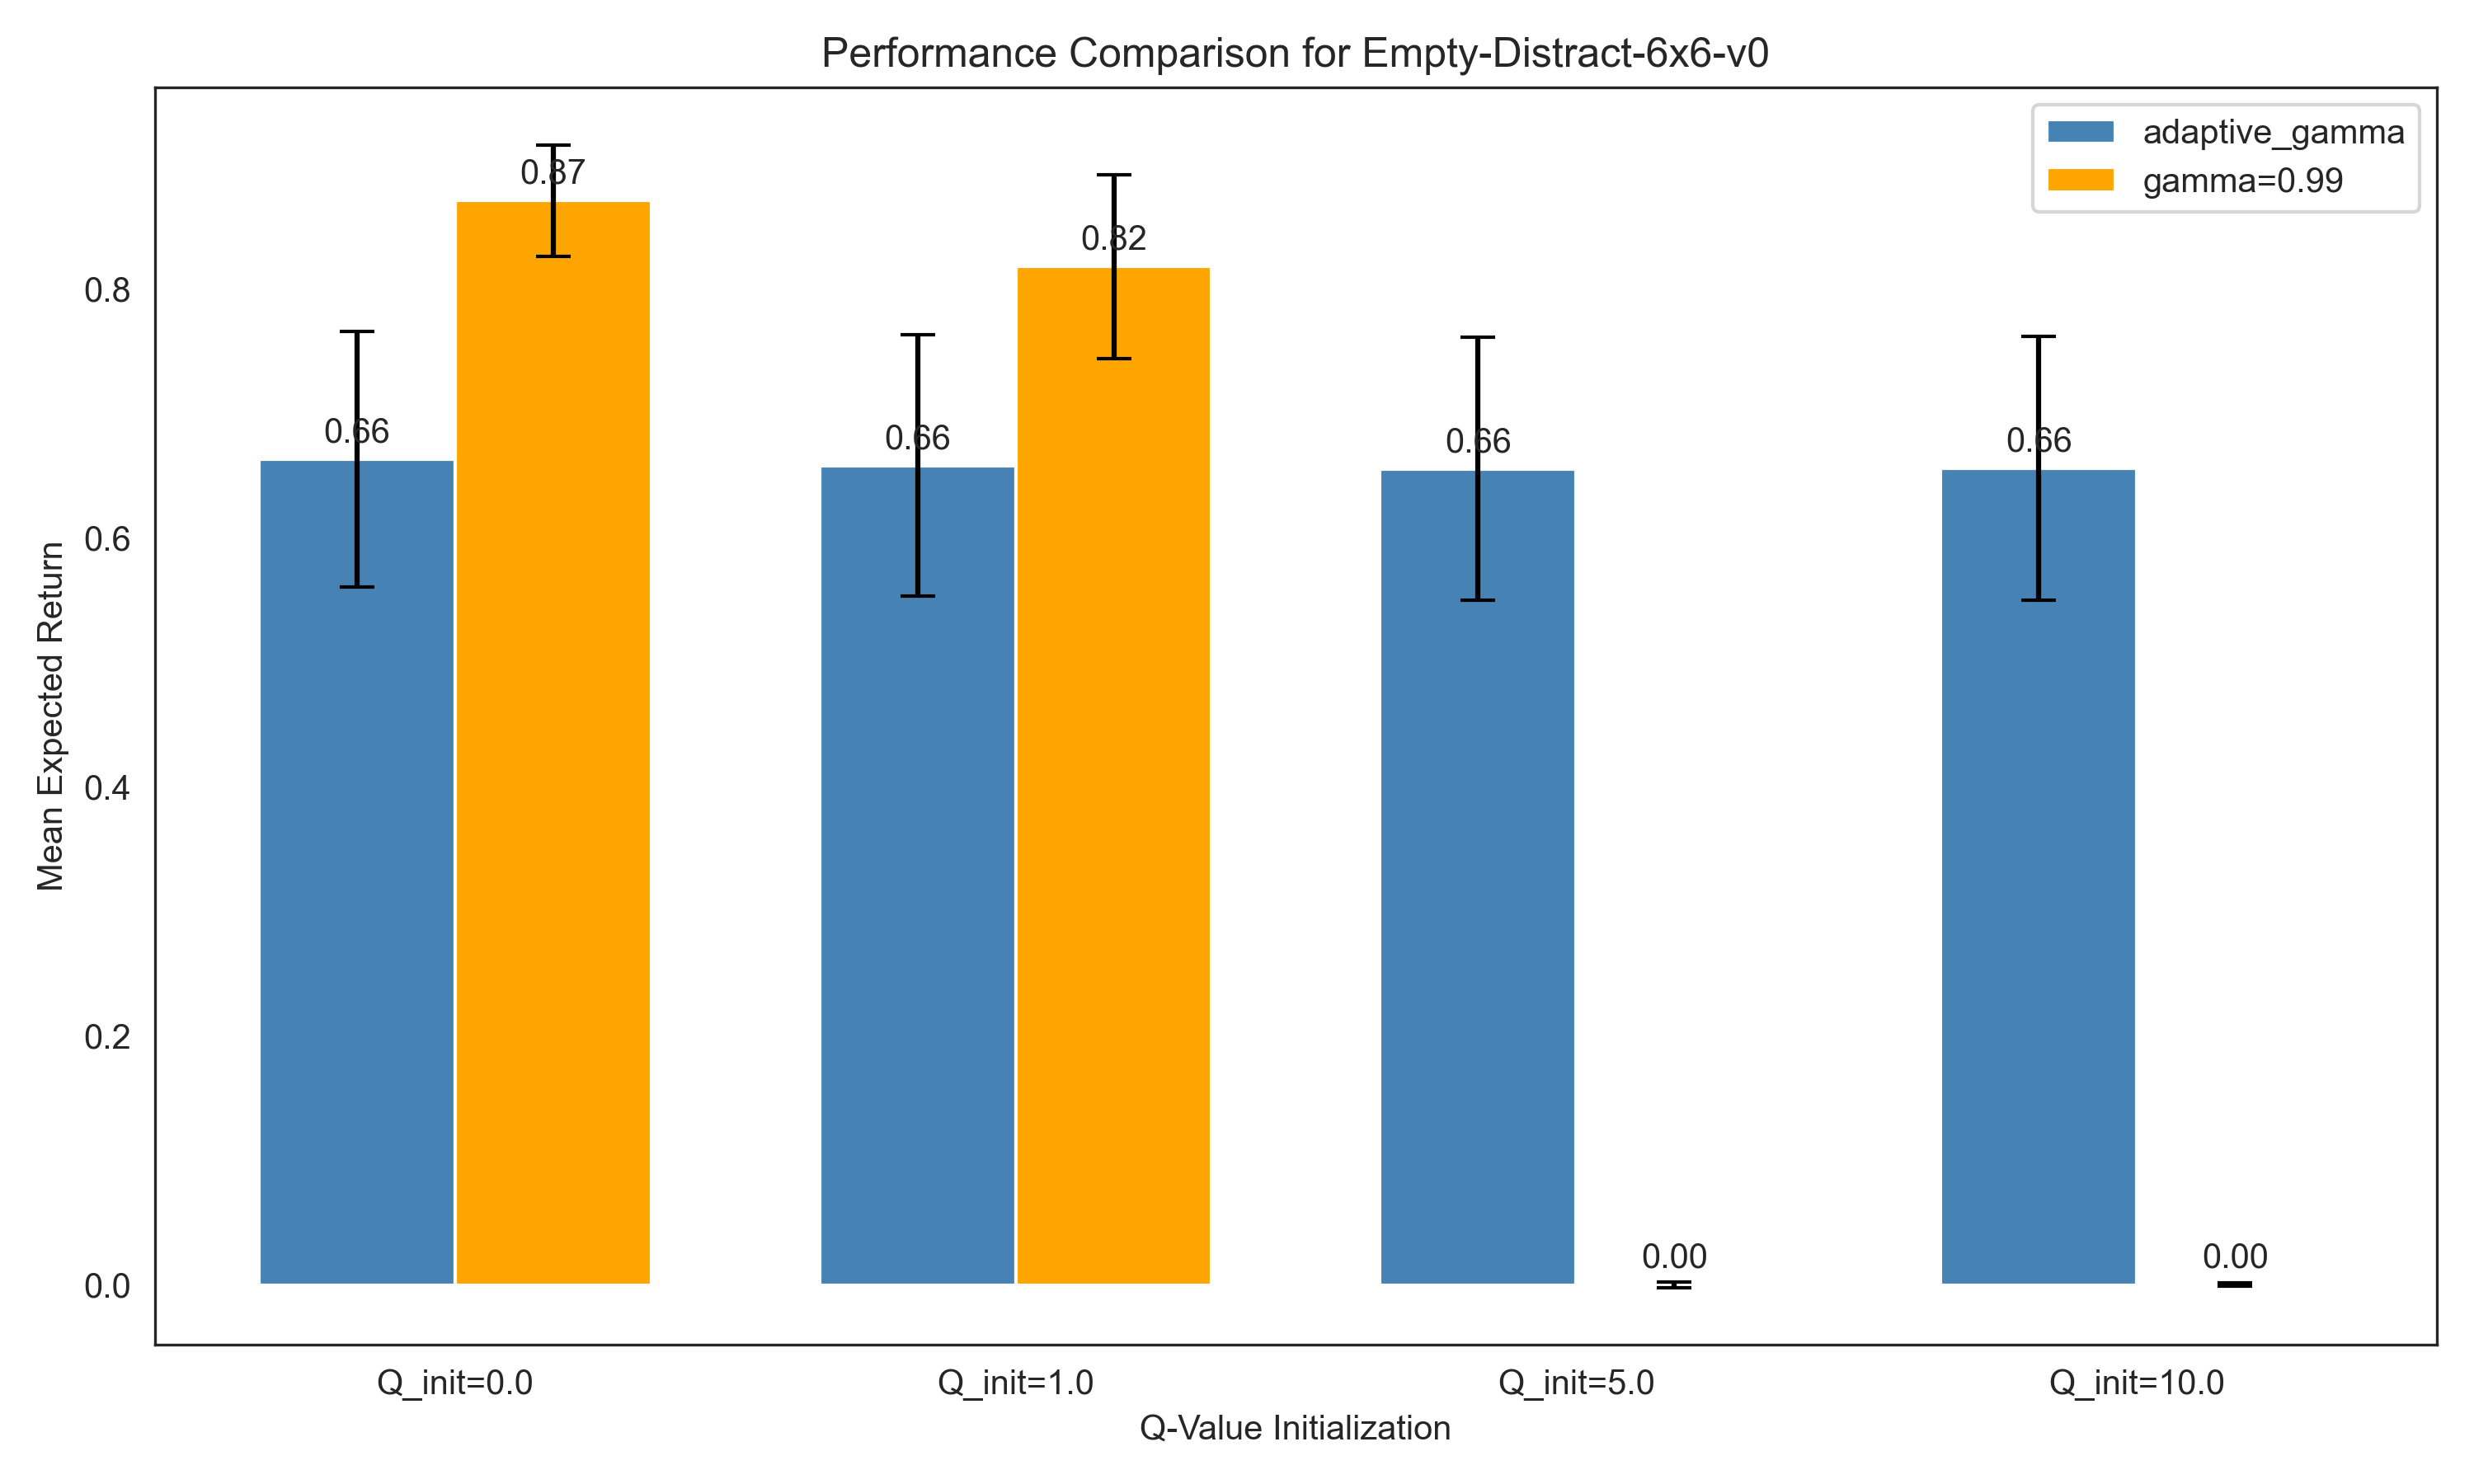 Performance Comparison for Empty-Distract-6x6-v0
adaptive_gamma
gamma=0.99
Mean Expected Return
0.8
0.6
0.4
0.2
0.0
0.66
0.87
0.66
0.82
0.66
0.00
0.66
0.00
Q_init=0.0
Q_init=1.0
Q_init=5.0
Q_init=10.0
Q-Value Initialization